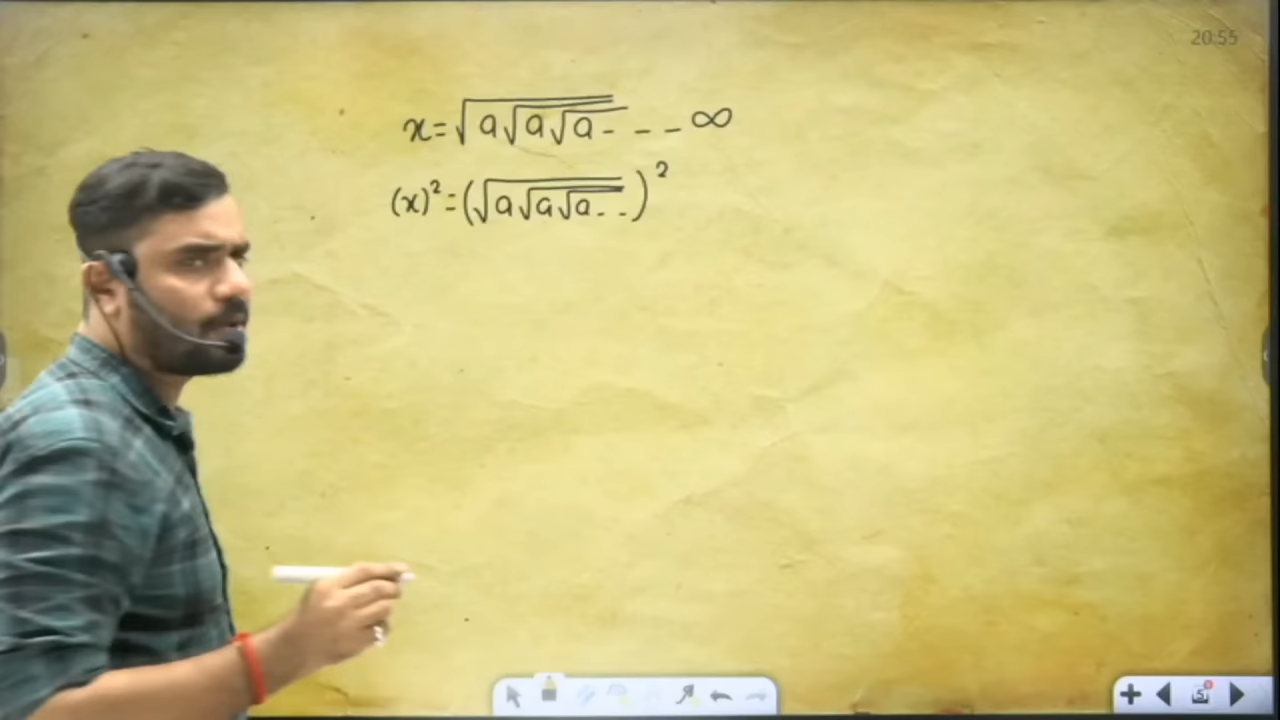 20:55
x=√a√a√a- - - ∞
(x)²=(√a√a√a- -)²